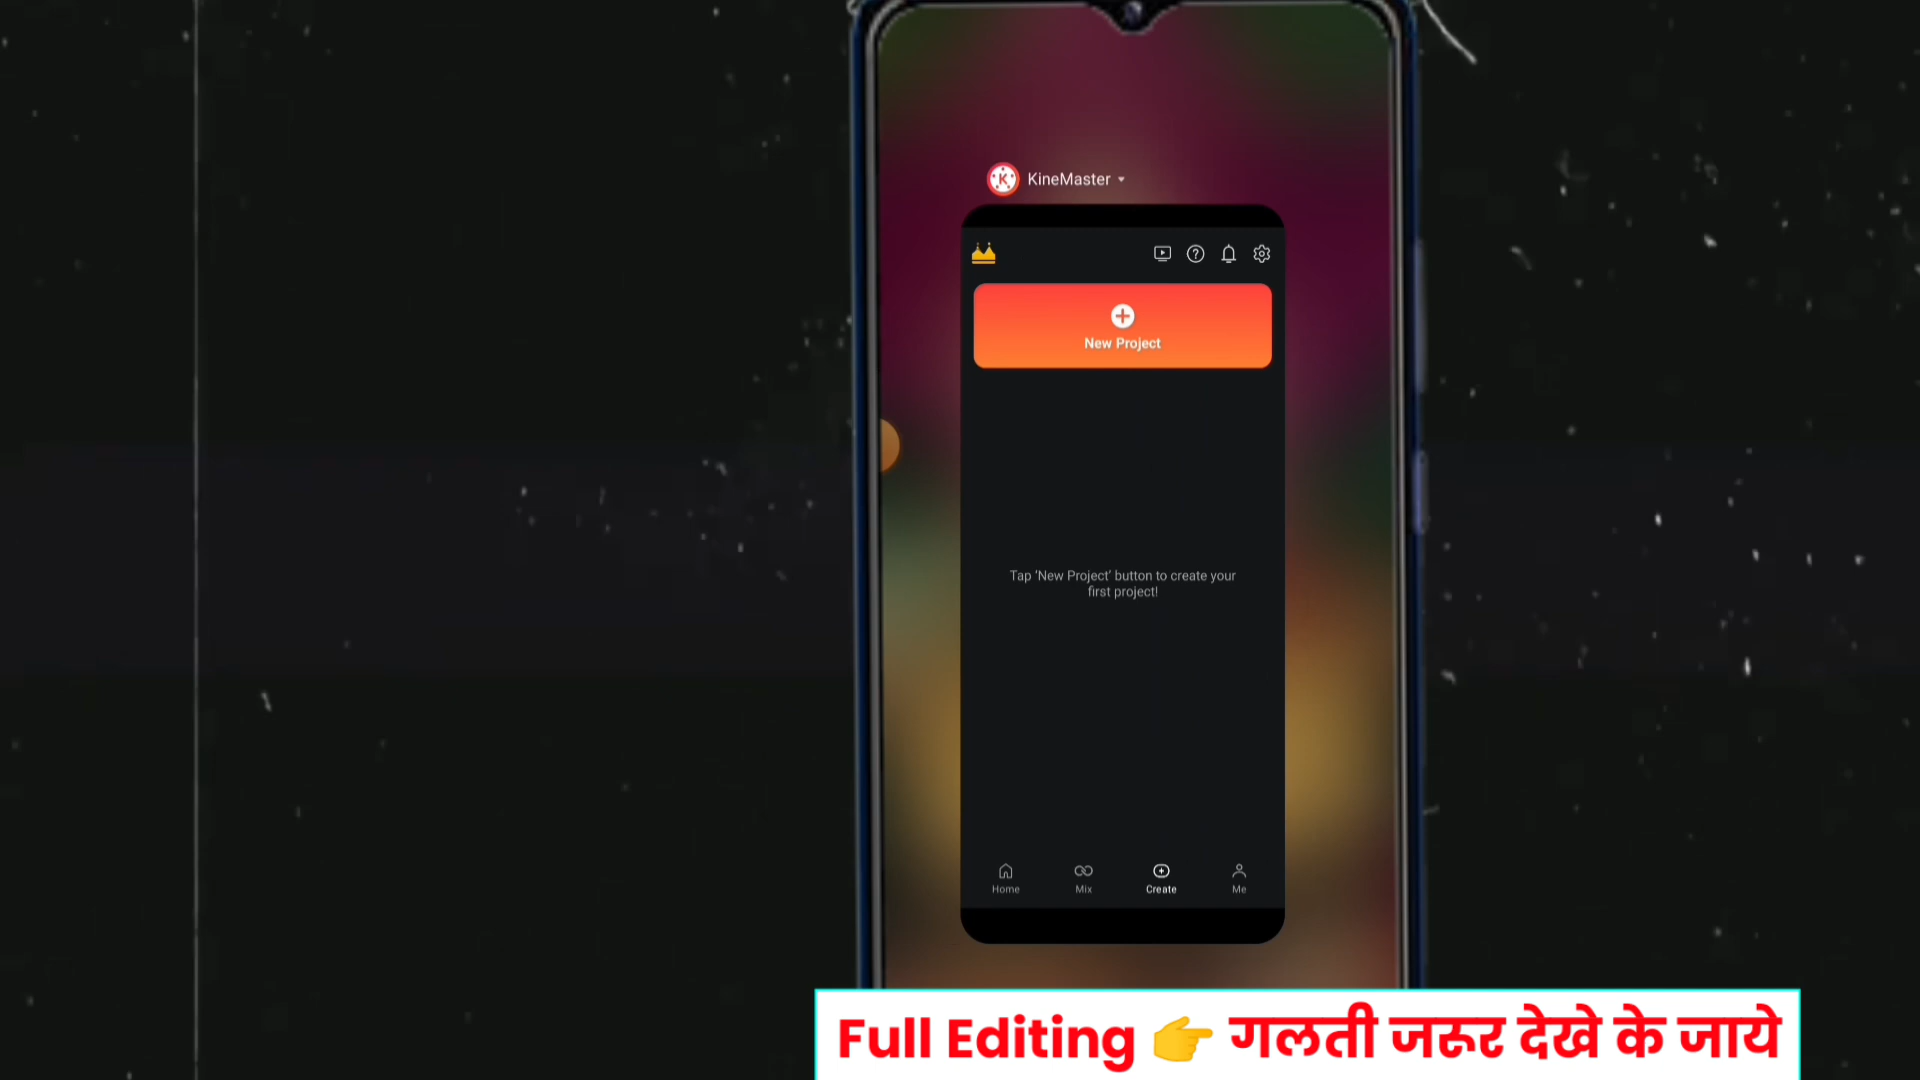 KineMaster
New Project
Tap ‘New Project’ button to create your
first project!
Home Mix Create Me
Full Editing 👉 गलती जरूर देखे के जाये